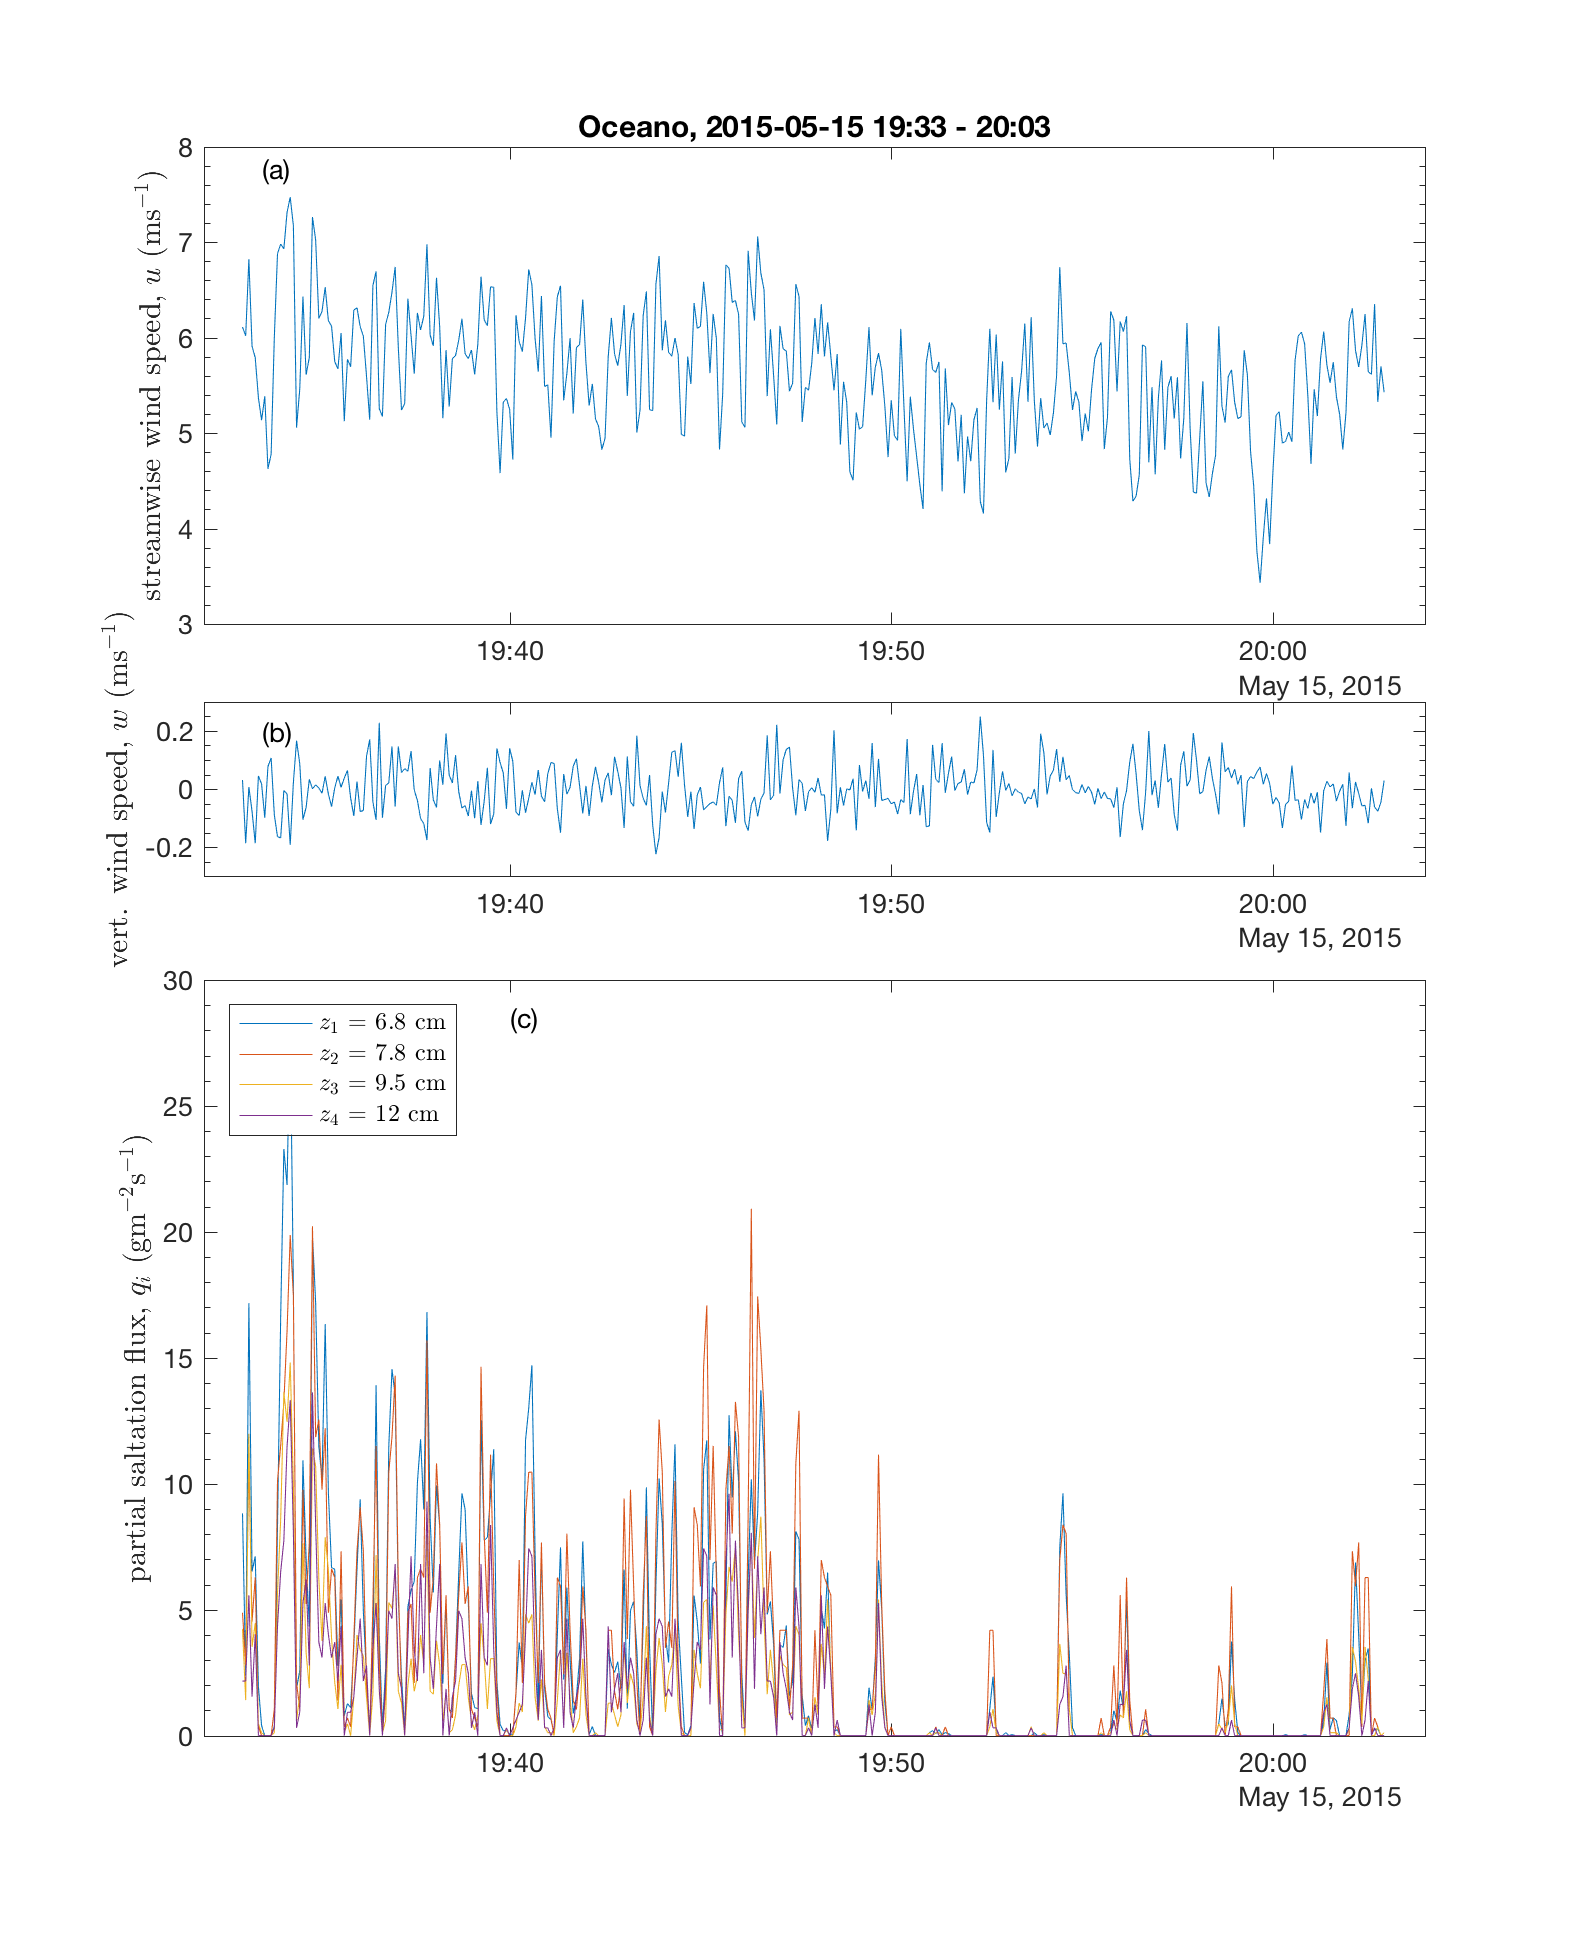 Oceano, 2015-05-15 19:33 - 20:03
(a)
streamwise wind speed, u (ms⁻¹)
8
7
6
5
4
3
19:40 19:50 20:00
May 15, 2015
(b)
vert. wind speed, w (ms⁻¹)
0.2
0
-0.2
19:40 19:50 20:00
May 15, 2015
(c)
partial saltation flux, qᵢ (gm⁻²s⁻¹)
30
25
20
15
10
5
0
z₁ = 6.8 cm
z₂ = 7.8 cm
z₃ = 9.5 cm
z₄ = 12 cm
19:40 19:50 20:00
May 15, 2015